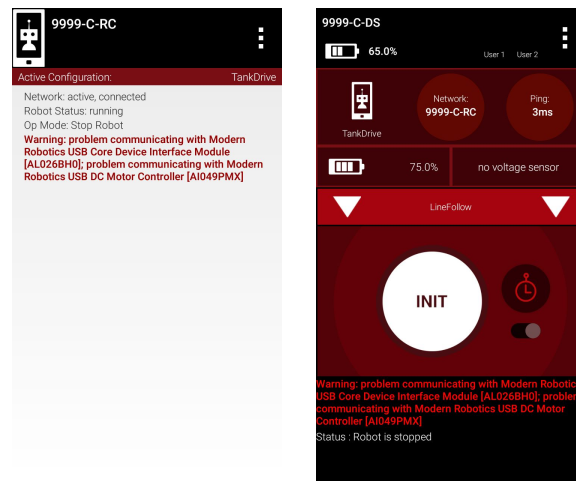 9999-C-RC
Active Configuration: TankDrive
Network: active, connected
Robot Status: running
Op Mode: Stop Robot
Warning: problem communicating with Modern
Robotics USB Core Device Interface Module
[AL026BH0]; problem communicating with Modern
Robotics USB DC Motor Controller [AI049PMX]
9999-C-DS
65.0%
User 1 User 2
TankDrive
Network:
9999-C-RC
Ping:
3ms
75.0%
no voltage sensor
LineFollow
INIT
Warning: problem communicating with Modern Robotic
USB Core Device Interface Module [AL026BH0]; probler
communicating with Modern Robotics USB DC Motor
Controller [AI049PMX]
Status : Robot is stopped